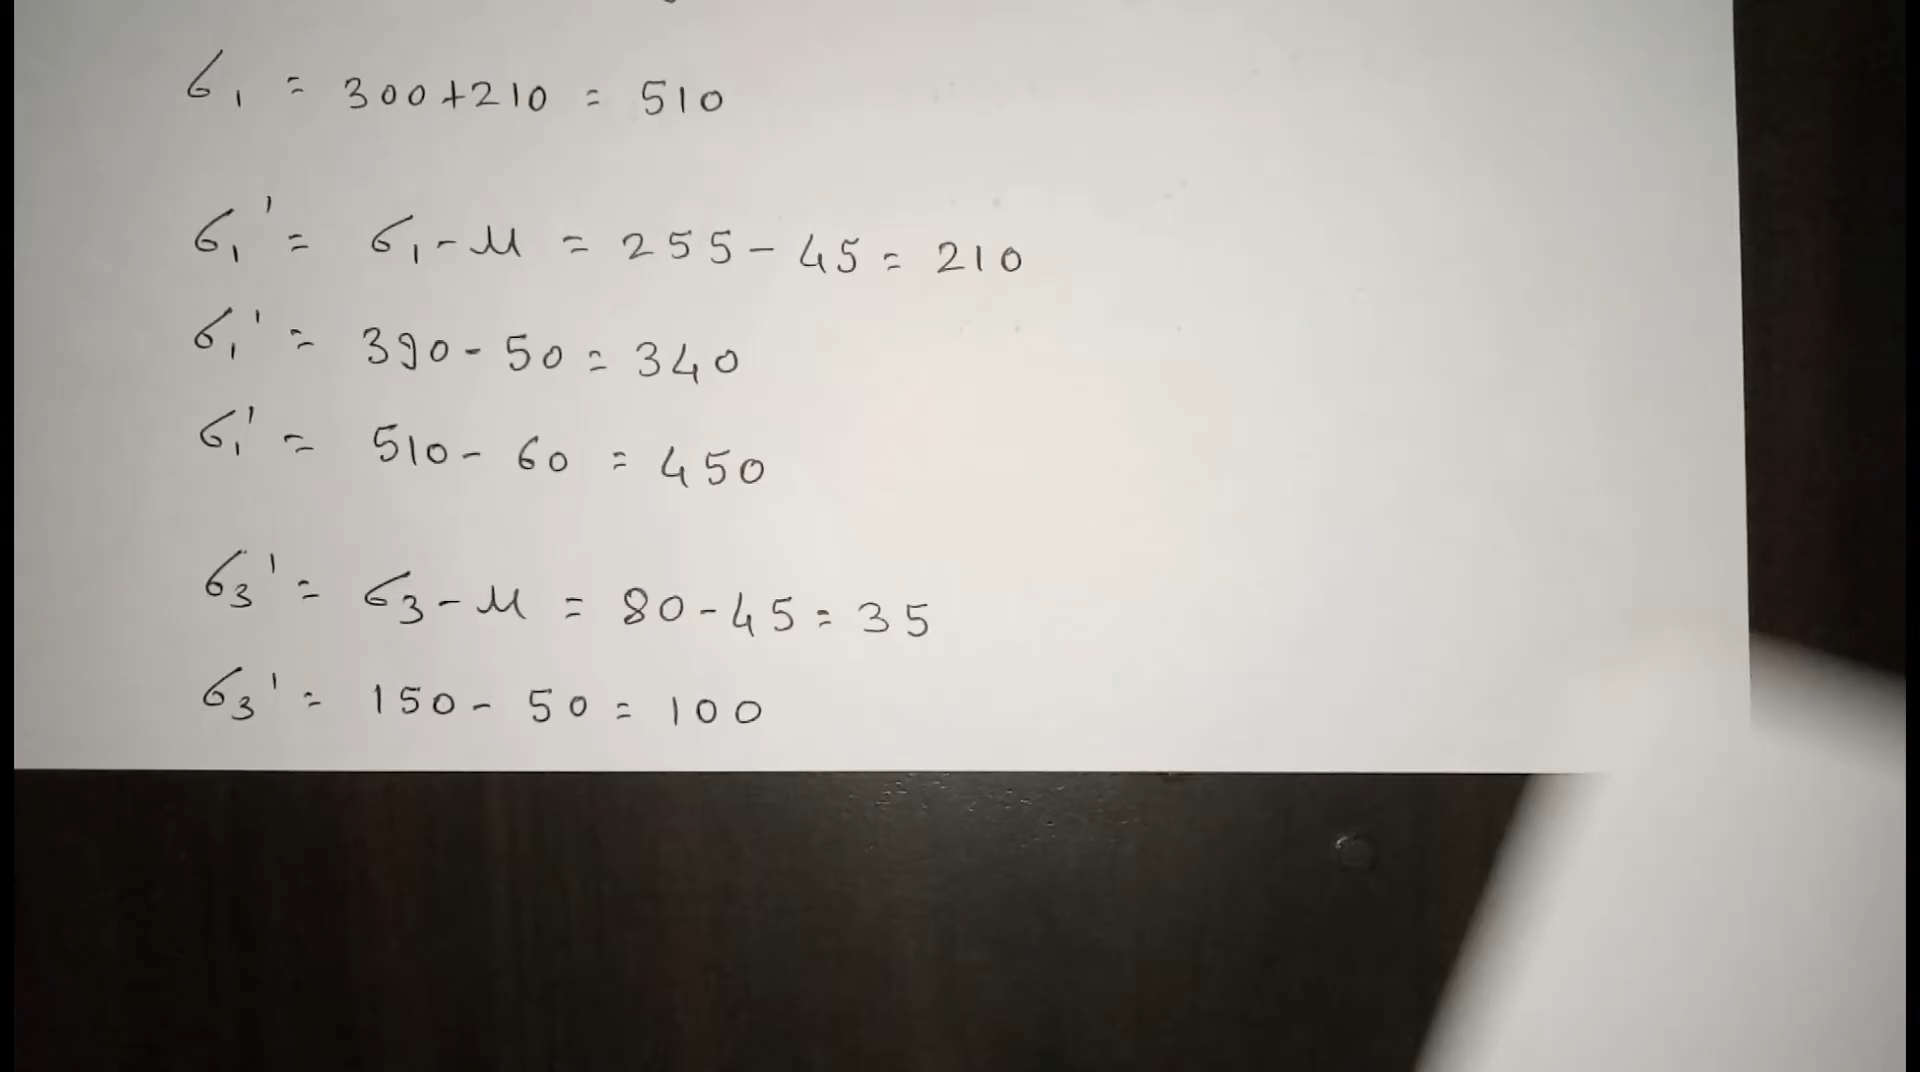 σ₁ = 300+210 = 510
σ₁' = σ₁-u = 255-45 = 210
σ₁' = 390-50 = 340
σ₁' = 510-60 = 450
σ₃' = σ₃-u = 80-45 = 35
σ₃' = 150-50 = 100